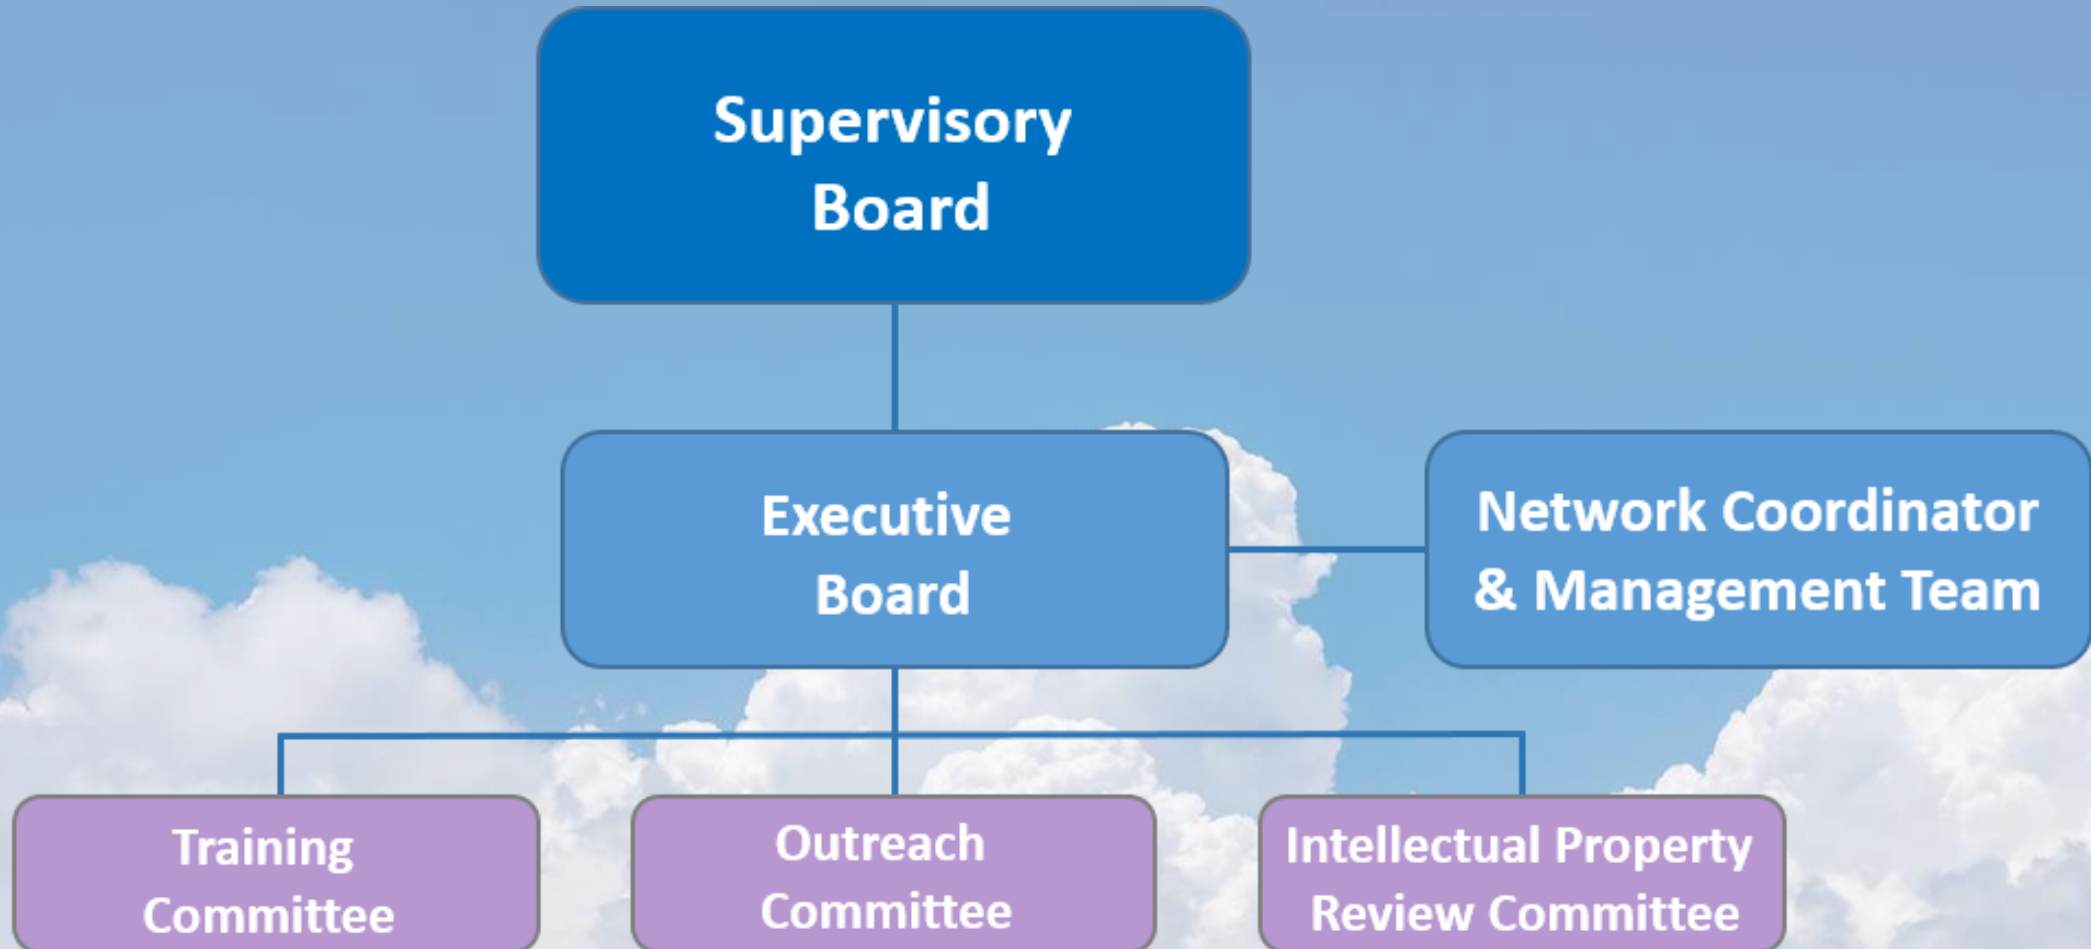 Supervisory
Board
Executive
Board
Network Coordinator
& Management Team
Training
Committee
Outreach
Committee
Intellectual Property
Review Committee